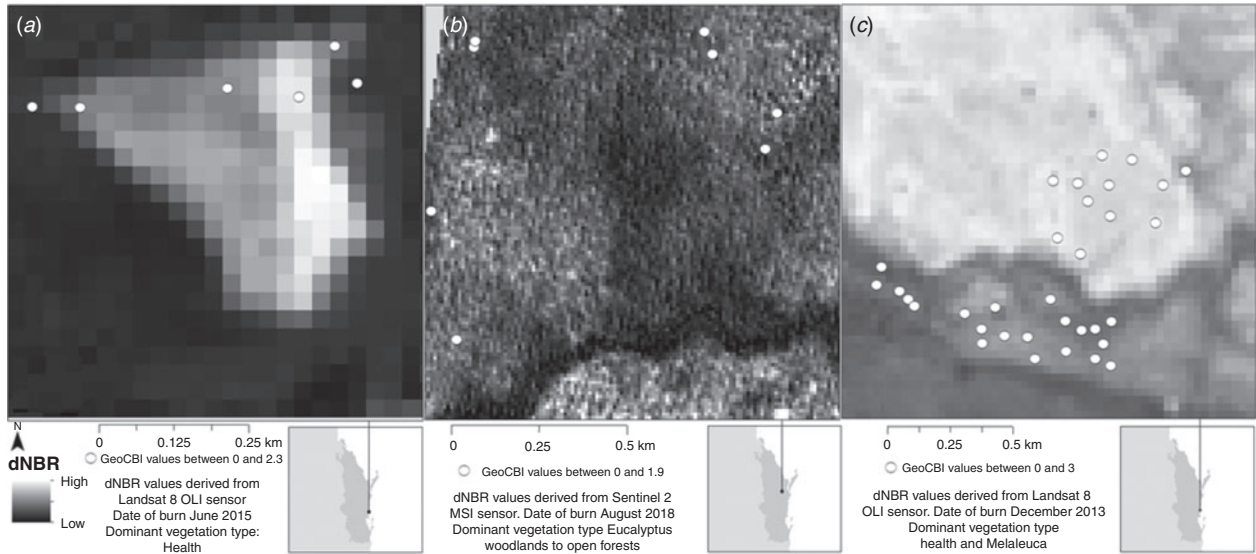 (a)
(b)
(c)
N
dNBR
High
Low
0 0.125 0.25 km
GeoCBI values between 0 and 2.3
dNBR values derived from
Landsat 8 OLI sensor
Date of burn June 2015
Dominant vegetation type:
Health
0 0.25 0.5 km
GeoCBI values between 0 and 1.9
dNBR values derived from Sentinel 2
MSI sensor. Date of burn August 2018
Dominant vegetation type Eucalyptus
woodlands to open forests
0 0.25 0.5 km
GeoCBI values between 0 and 3
dNBR values derived from Landsat 8
OLI sensor. Date of burn December 2013
Dominant vegetation type
health and Melaleuca